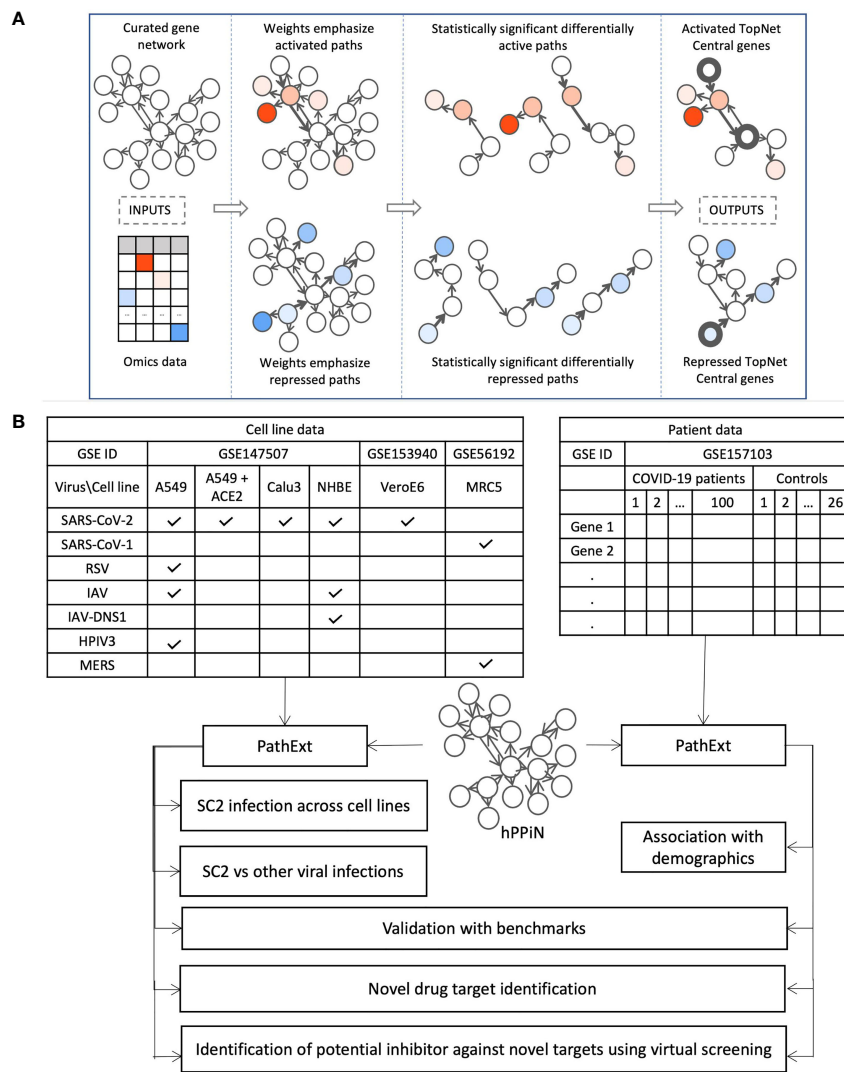 A
Curated gene
network
Weights emphasize
activated paths
Statistically significant differentially
active paths
Activated TopNet
Central genes
INPUTS
OUTPUTS
... ... ... ...
Omics data
Weights emphasize
repressed paths
Statistically significant differentially
repressed paths
Repressed TopNet
Central genes
B
Cell line data
GSE ID GSE147507 GSE153940 GSE56192
Virus\Cell line A549 A549 +
ACE2 Calu3 NHBE VeroE6 MRC5
SARS-CoV-2 ✓ ✓ ✓ ✓ ✓
SARS-CoV-1 ✓
RSV ✓
IAV ✓ ✓
IAV-DNS1 ✓
HPIV3 ✓
MERS ✓
Patient data
GSE ID GSE157103
COVID-19 patients Controls
1 2 ... 100 1 2 ... 26
Gene 1
Gene 2
.
.
.
PathExt
hPPiN
PathExt
SC2 infection across cell lines
SC2 vs other viral infections
Association with
demographics
Validation with benchmarks
Novel drug target identification
Identification of potential inhibitor against novel targets using virtual screening